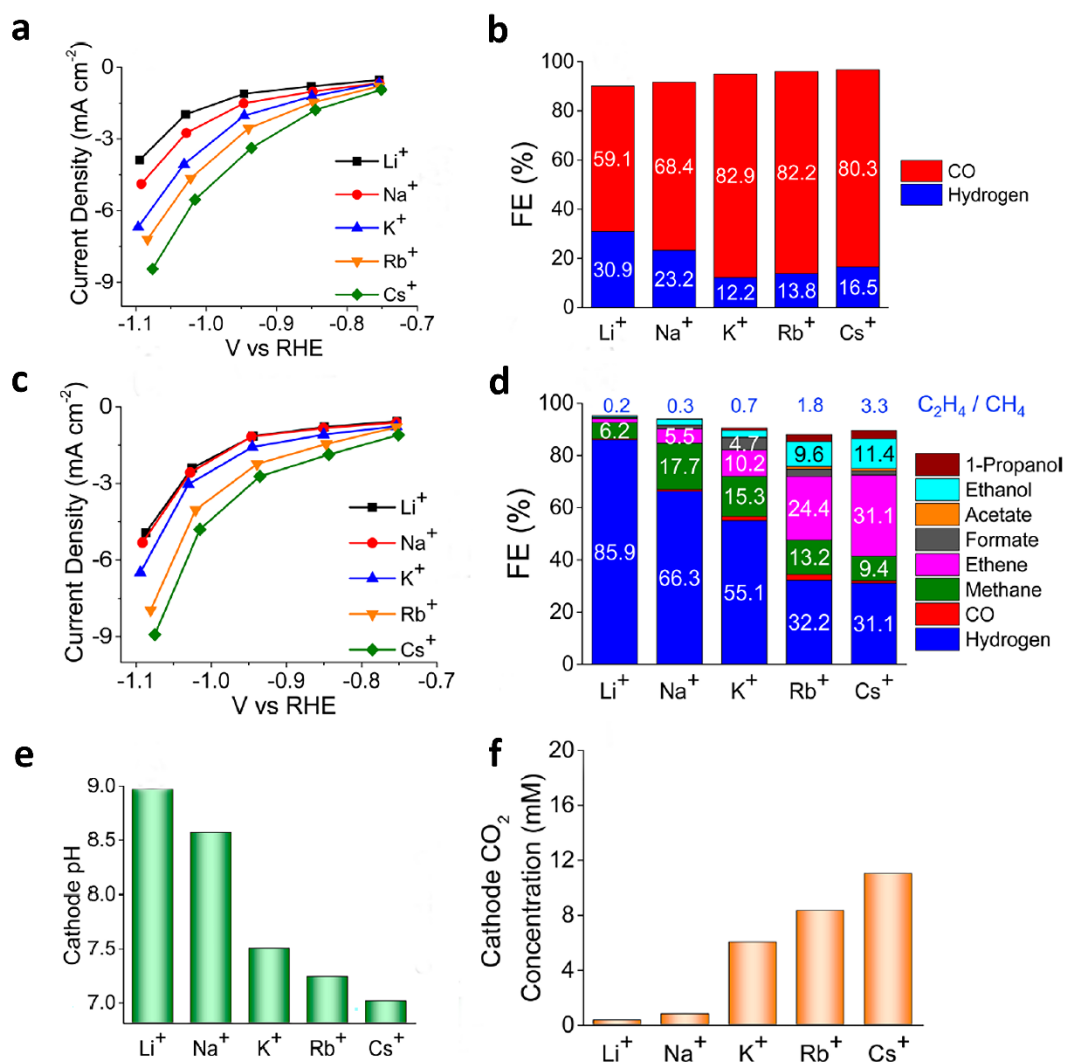 a
Current Density (mA cm⁻²)
0
-3
-6
-9
-1.1 -1.0 -0.9 -0.8 -0.7
V vs RHE
Li⁺
Na⁺
K⁺
Rb⁺
Cs⁺
b
FE (%)
100
80
60
40
20
0
59.1 68.4 82.9 82.2 80.3
30.9 23.2 12.2 13.8 16.5
Li⁺ Na⁺ K⁺ Rb⁺ Cs⁺
CO
Hydrogen
c
Current Density (mA cm⁻²)
0
-3
-6
-9
-1.1 -1.0 -0.9 -0.8 -0.7
V vs RHE
Li⁺
Na⁺
K⁺
Rb⁺
Cs⁺
d
FE (%)
100
80
60
40
20
0
0.2 0.3 0.7 1.8 3.3 C₂H₄ / CH₄
6.2
85.9
5.5
17.7
66.3
4.7
10.2
15.3
55.1
9.6
24.4
13.2
32.2
11.4
31.1
9.4
31.1
Li⁺ Na⁺ K⁺ Rb⁺ Cs⁺
1-Propanol
Ethanol
Acetate
Formate
Ethene
Methane
CO
Hydrogen
e
Cathode pH
9.0
8.5
8.0
7.5
7.0
Li⁺ Na⁺ K⁺ Rb⁺ Cs⁺
f
Cathode CO₂
Concentration (mM)
20
16
12
8
4
0
Li⁺ Na⁺ K⁺ Rb⁺ Cs⁺